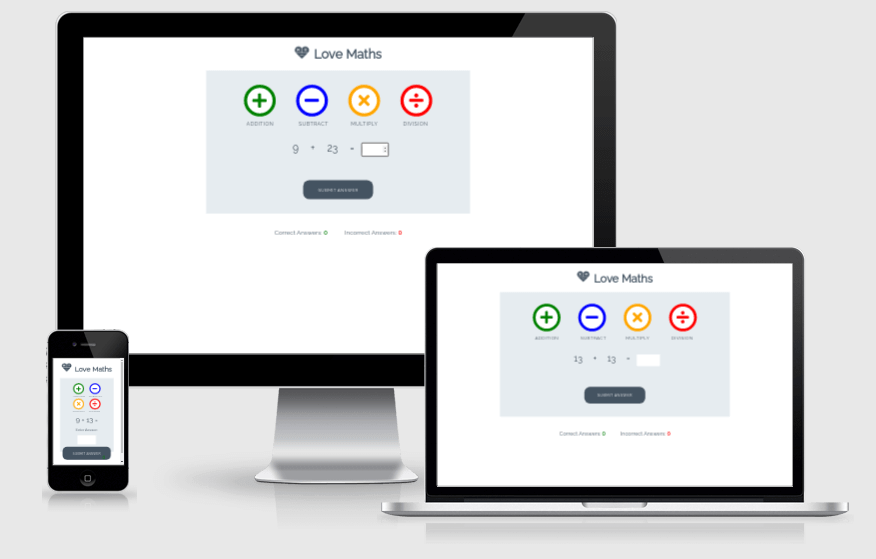 Love Maths
ADDITION SUBTRACT MULTIPLY DIVISION
9 + 23 =
SUBMIT ANSWER
Correct Answers: 0 Incorrect Answers: 0
Love Maths
ADDITION SUBTRACT MULTIPLY DIVISION
13 + 13 =
SUBMIT ANSWER
Correct Answers: 0 Incorrect Answers: 0
Love Maths
9 + 13 =
SUBMIT ANSWER